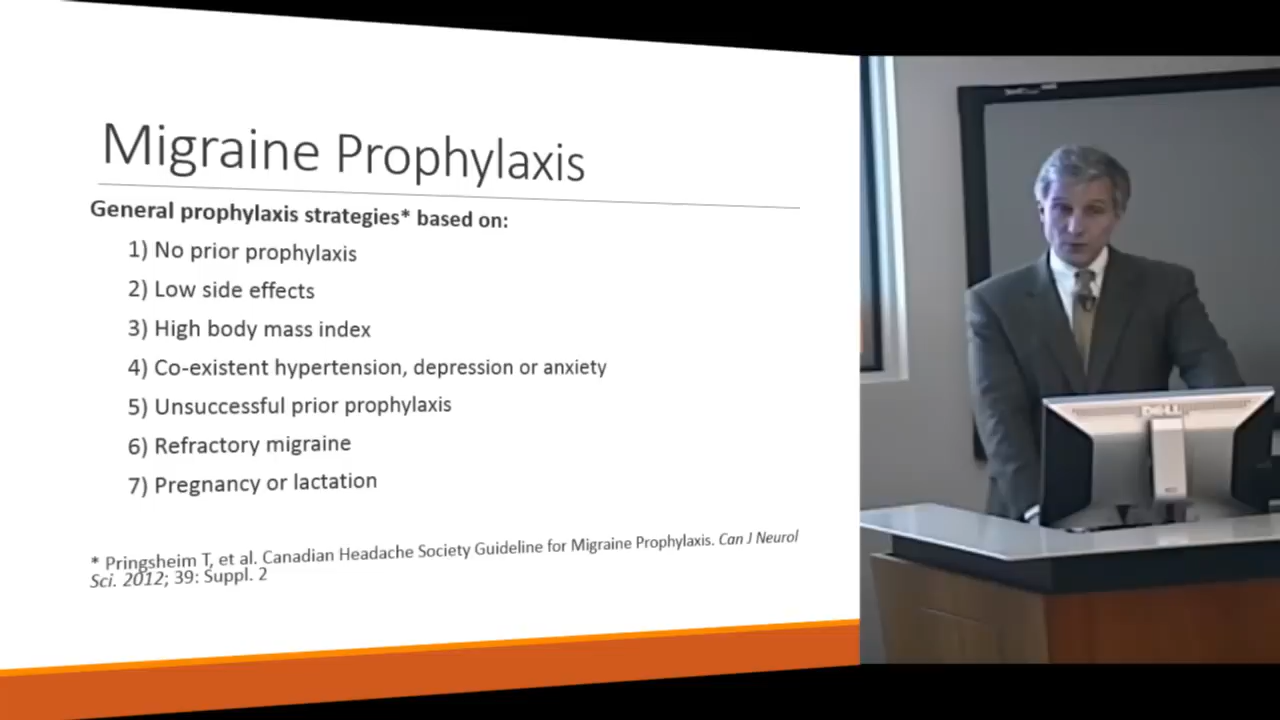 Migraine Prophylaxis
General prophylaxis strategies* based on:
1) No prior prophylaxis
2) Low side effects
3) High body mass index
4) Co-existent hypertension, depression or anxiety
5) Unsuccessful prior prophylaxis
6) Refractory migraine
7) Pregnancy or lactation
* Pringsheim T, et al. Canadian Headache Society Guideline for Migraine Prophylaxis. Can J Neurol
Sci. 2012; 39: Suppl. 2
DELL